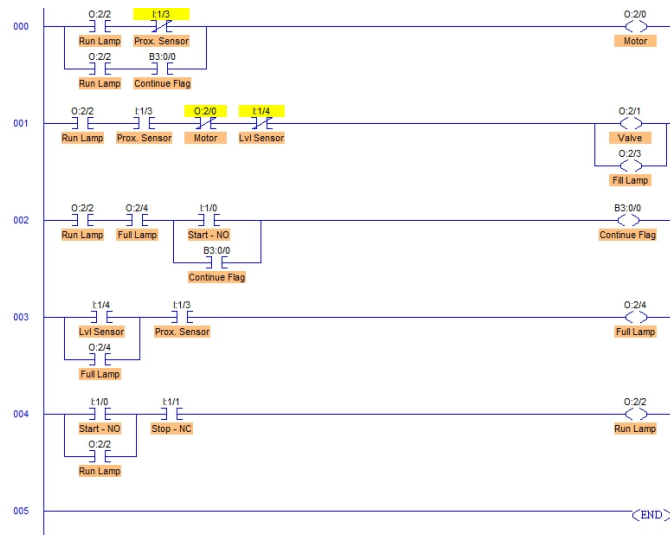 O:2/2 I:1/3 O:2/0
000
Run Lamp Prox. Sensor Motor
O:2/2 B3:0/0
Run Lamp Continue Flag
O:2/2 I:1/3 O:2/0 I:1/4 O:2/1
001
Run Lamp Prox. Sensor Motor Lvl Sensor Valve
O:2/3
Fill Lamp
O:2/2 O:2/4 I:1/0 B3:0/0
002
Run Lamp Full Lamp Start - NO Continue Flag
B3:0/0
Continue Flag
I:1/4 I:1/3 O:2/4
003
Lvl Sensor Prox. Sensor Full Lamp
O:2/4
Full Lamp
I:1/0 I:1/1 O:2/2
004
Start - NO Stop - NC Run Lamp
O:2/2
Run Lamp
005 END